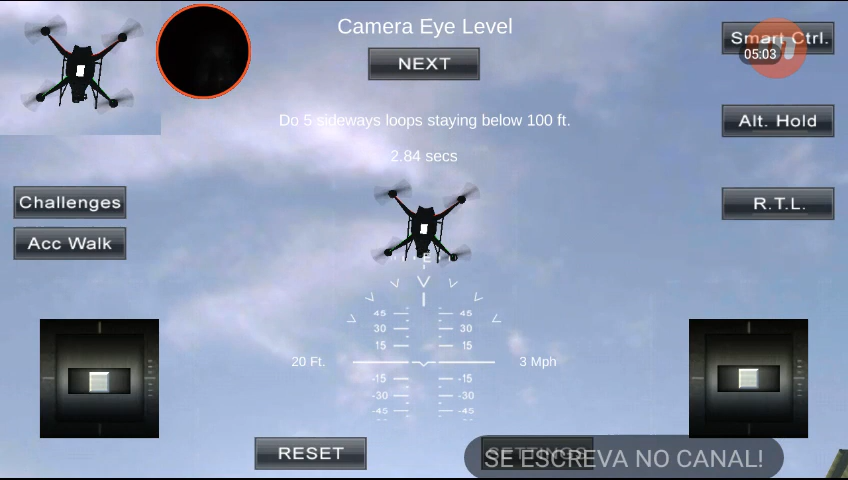 Camera Eye Level
Smart Ctrl.
05:03
NEXT
Do 5 sideways loops staying below 100 ft.
Alt. Hold
2.84 secs
Challenges
R.T.L.
Acc Walk
E
45 45
30 30
15 15
20 Ft. 3 Mph
-15 -15
-30 -30
-45 -45
RESET
SETTINGS
SE ESCREVA NO CANAL!